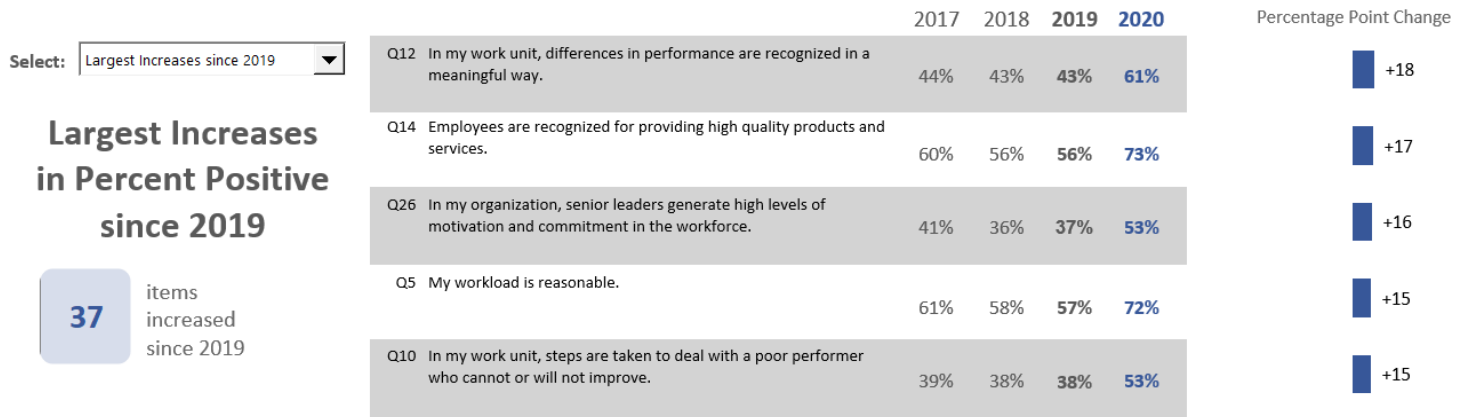 2017 2018 2019 2020 Percentage Point Change
Select: Largest Increases since 2019
Q12 In my work unit, differences in performance are recognized in a
meaningful way.
44% 43% 43% 61% +18
Largest Increases
in Percent Positive
since 2019
Q14 Employees are recognized for providing high quality products and
services.
60% 56% 56% 73% +17
Q26 In my organization, senior leaders generate high levels of
motivation and commitment in the workforce.
41% 36% 37% 53% +16
37 items
increased
since 2019
Q5 My workload is reasonable.
61% 58% 57% 72% +15
Q10 In my work unit, steps are taken to deal with a poor performer
who cannot or will not improve.
39% 38% 38% 53% +15